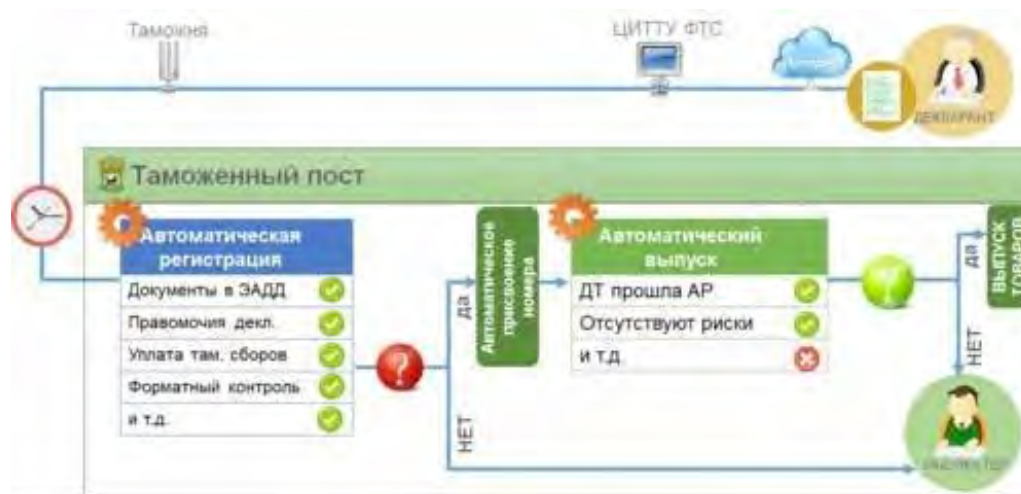 Таможня
ЦИТТУ ФТС
ДЕКЛАРАНТ
Таможенный пост
Автоматическая
регистрация
Документы в ЭАДД
Правомочия декл.
Уплата там. сборов
Форматный контроль
и т.д.
?
да
НЕТ
Автоматическое
присвоение
номера
Автоматический
выпуск
ДТ прошла АР
Отсутствуют риски
и т.д.
?
да
НЕТ
ВЫПУСК
ТОВАРОВ